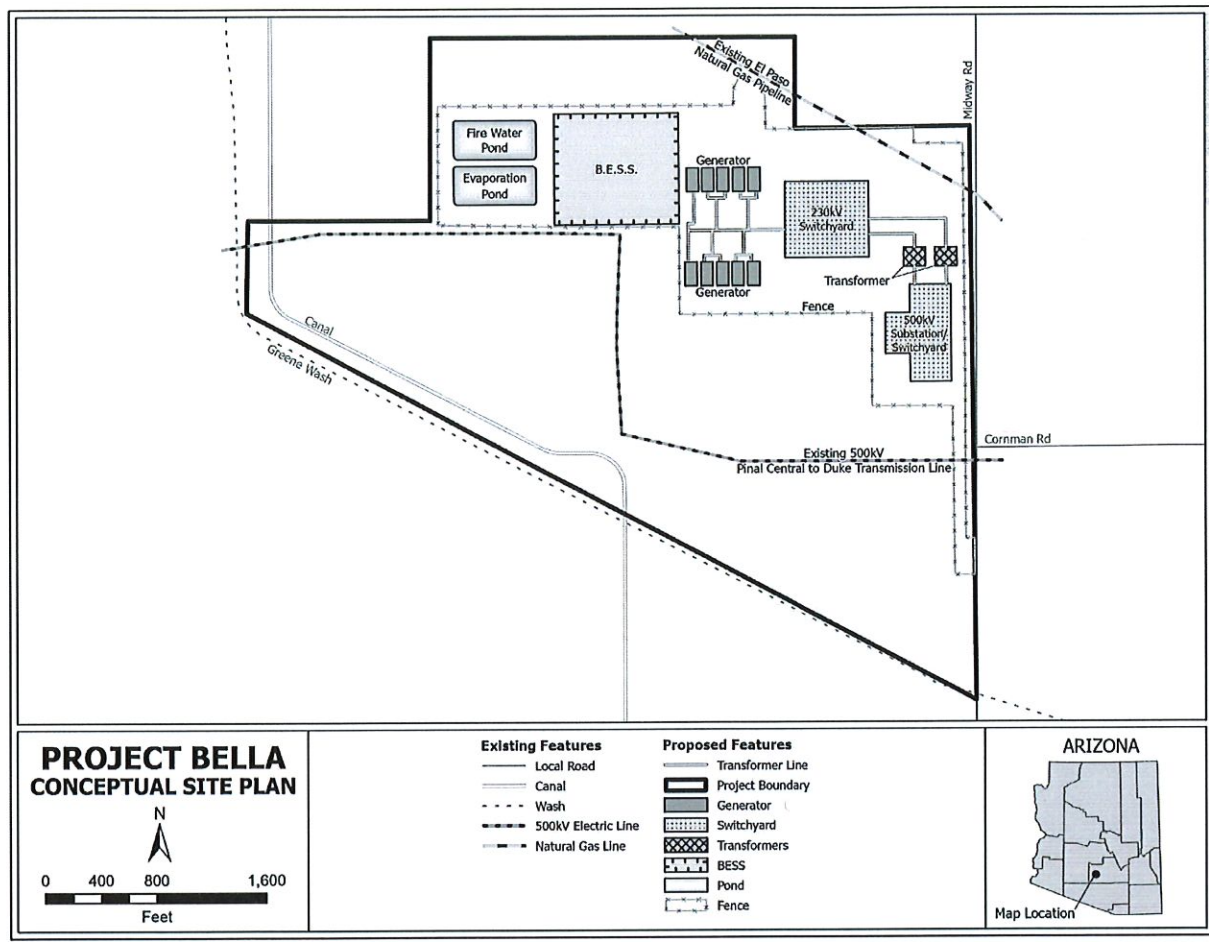 Existing El Paso
Natural Gas Pipeline
Midway Rd
Fire Water
Pond
Evaporation
Pond
B.E.S.S.
Generator
230kV
Switchyard
Transformer
Generator
Fence
500kV
Substation/
Switchyard
Canal
Greene Wash
Cornman Rd
Existing 500kV
Pinal Central to Duke Transmission Line
PROJECT BELLA
CONCEPTUAL SITE PLAN
N
0 400 800 1,600
Feet
Existing Features
Local Road
Canal
Wash
500kV Electric Line
Natural Gas Line
Proposed Features
Transformer Line
Project Boundary
Generator
Switchyard
Transformers
BESS
Pond
Fence
ARIZONA
Map Location